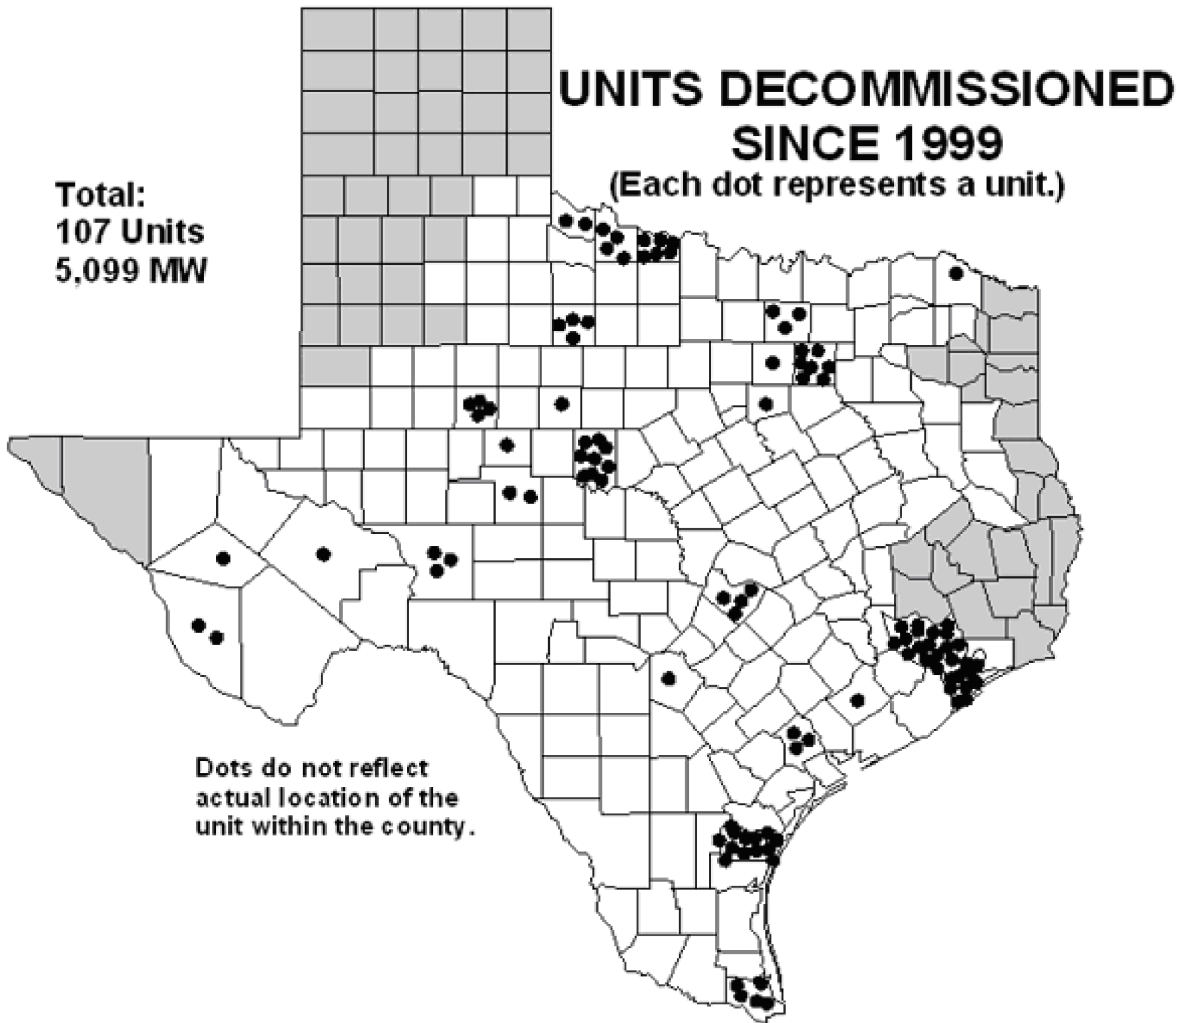 UNITS DECOMMISSIONED
SINCE 1999
(Each dot represents a unit.)
Total:
107 Units
5,099 MW
Dots do not reflect
actual location of the
unit within the county.